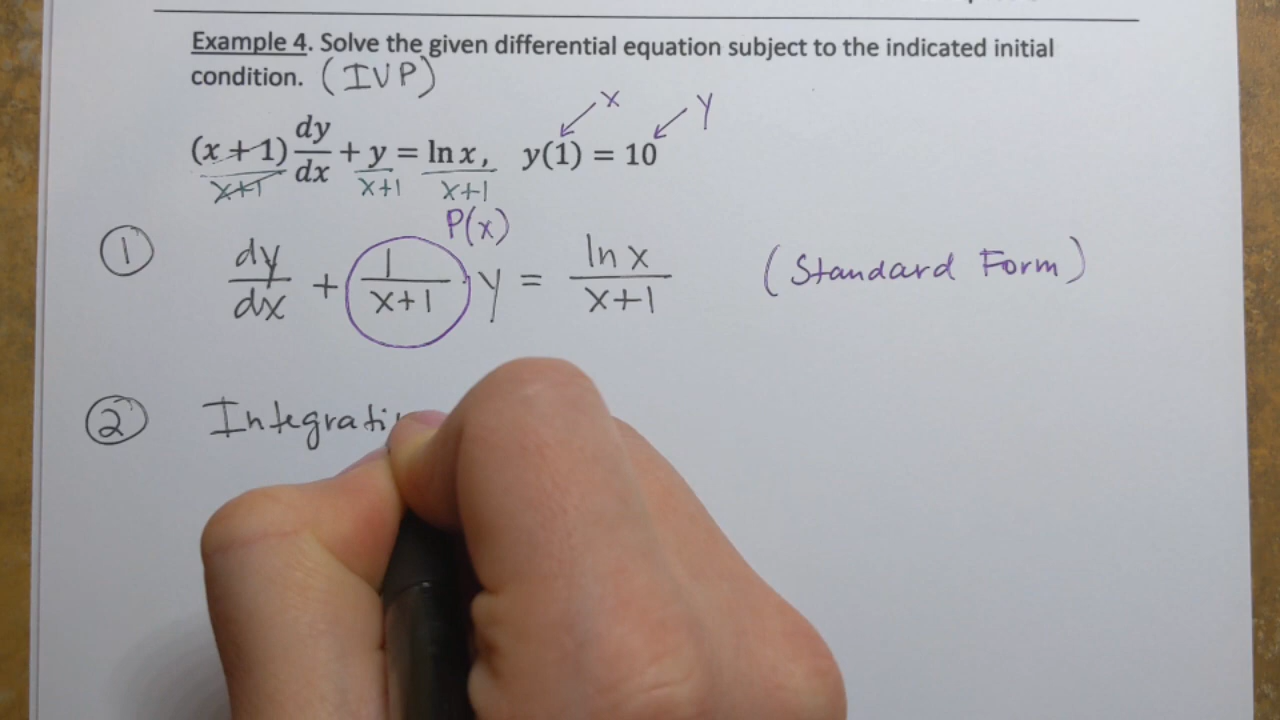 Example 4. Solve the given differential equation subject to the indicated initial
condition. (IVP)
x y
(x + 1) dy/dx + y = ln x, y(1) = 10
x+1 x+1 x+1
P(x)
① dy/dx + 1/x+1 · y = ln x/x+1 (Standard Form)
② Integrati